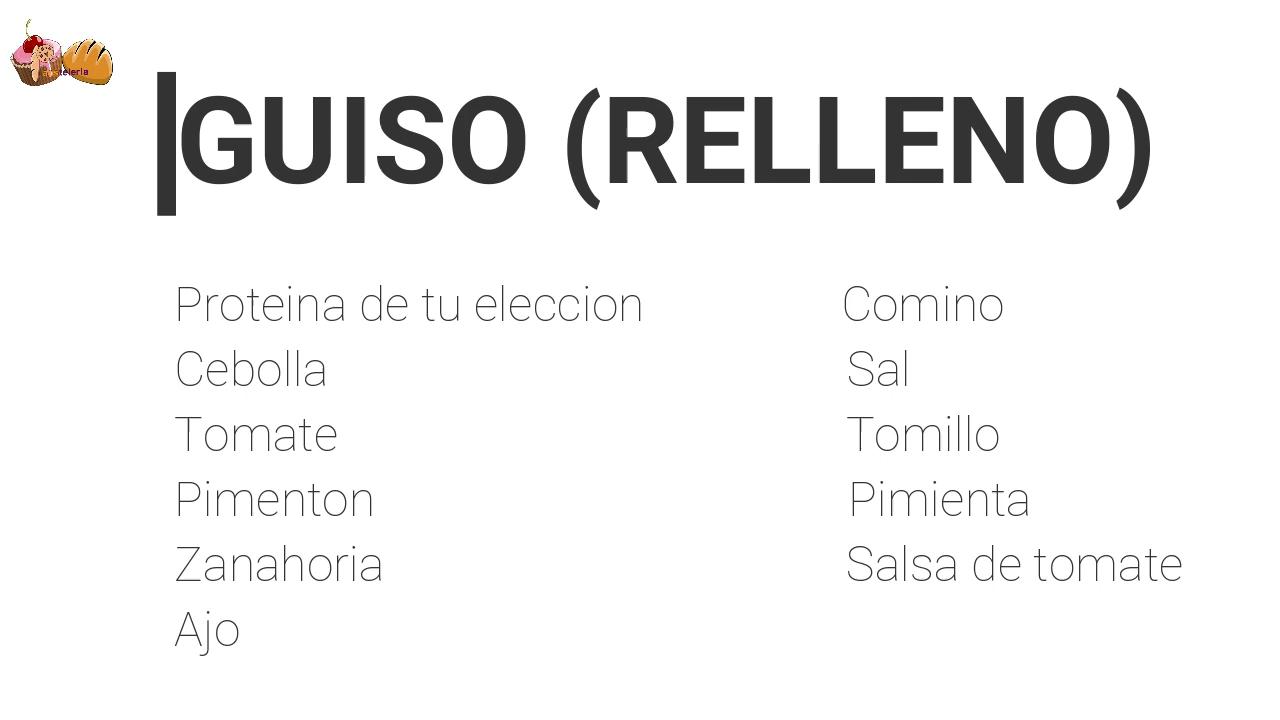 GUISO (RELLENO)
Proteina de tu eleccion
Cebolla
Tomate
Pimenton
Zanahoria
Ajo
Comino
Sal
Tomillo
Pimienta
Salsa de tomate